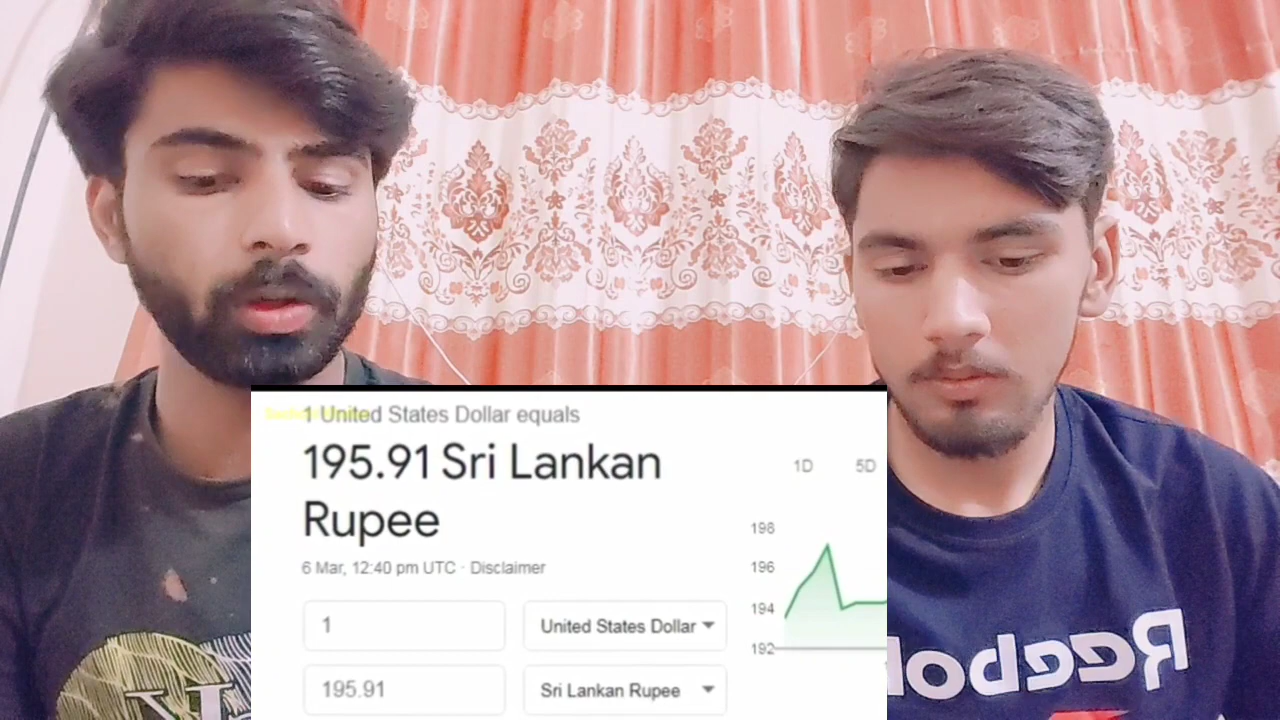 1 United States Dollar equals
195.91 Sri Lankan
Rupee
6 Mar, 12:40 pm UTC · Disclaimer
1D 5D
198
196
194
192
1 United States Dollar
195.91 Sri Lankan Rupee
Reebok